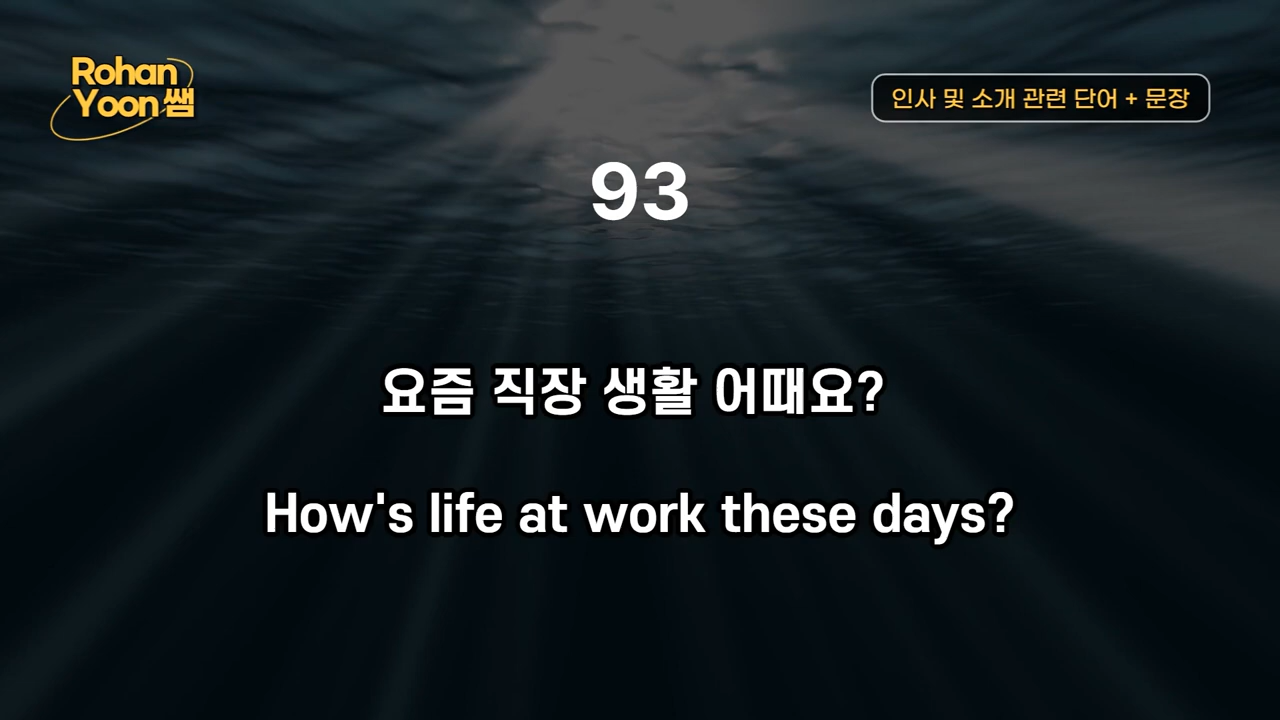 Rohan
Yoon쌤
인사 및 소개 관련 단어 + 문장
93
요즘 직장 생활 어때요?
How's life at work these days?